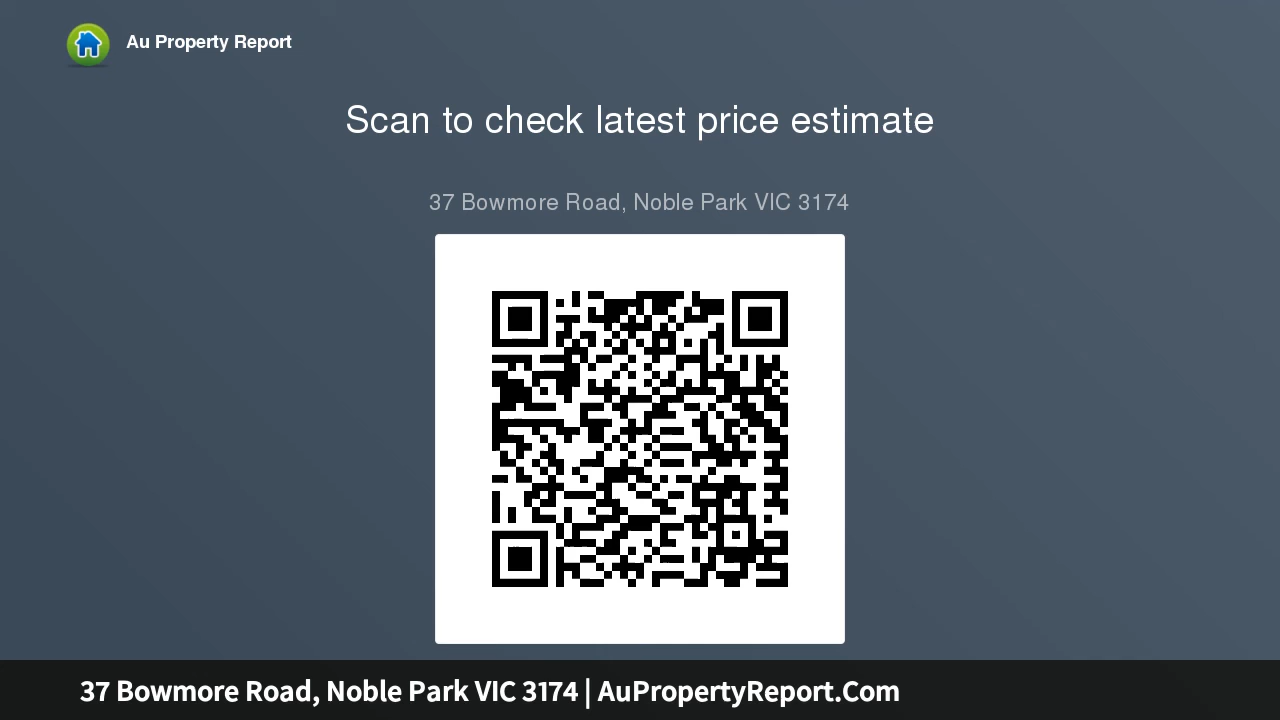 Au Property Report
Scan to check latest price estimate
37 Bowmore Road, Noble Park VIC 3174
37 Bowmore Road, Noble Park VIC 3174 | AuPropertyReport.Com